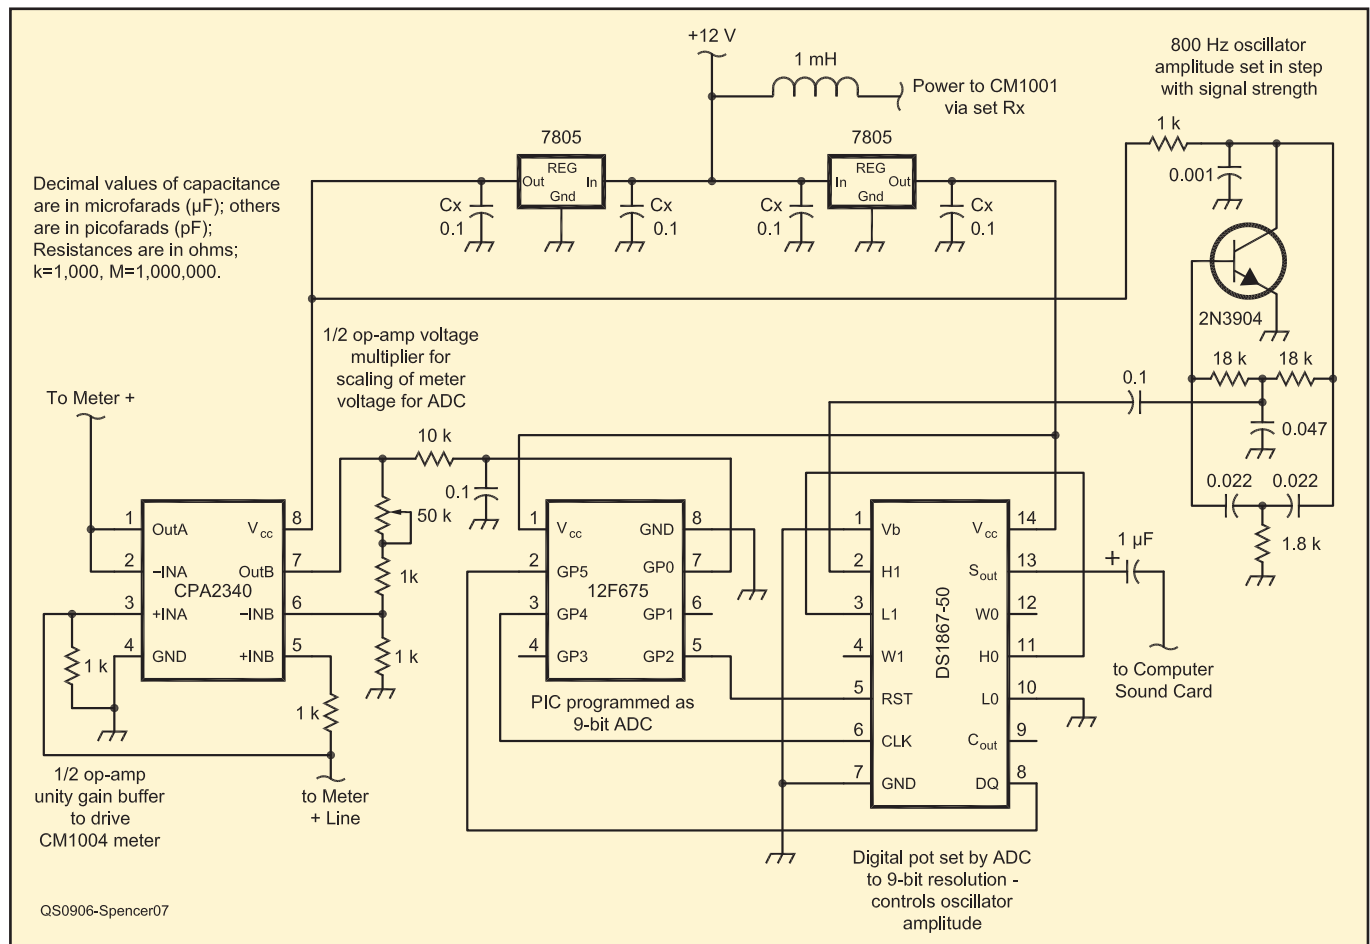 +12 V
1 mH
Power to CM1001
via set Rx
800 Hz oscillator
amplitude set in step
with signal strength
Decimal values of capacitance
are in microfarads (µF); others
are in picofarads (pF);
Resistances are in ohms;
k=1,000, M=1,000,000.
7805
REG
Out
In
Gnd
Cx
0.1
Cx
0.1
7805
REG
In
Out
Gnd
Cx
0.1
Cx
0.1
1 k
0.001
2N3904
18 k
18 k
0.1
0.047
0.022
0.022
1.8 k
1/2 op-amp voltage
multiplier for
scaling of meter
voltage for ADC
To Meter +
10 k
0.1
50 k
1k
1k
1
OutA
Vcc
8
2
–INA
OutB
7
CPA2340
3
+INA
–INB
6
4
GND
+INB
5
1 k
1 k
1/2 op-amp
unity gain buffer
to drive
CM1004 meter
to Meter
+ Line
1
Vcc
GND
8
2
GP5
GP0
7
12F675
3
GP4
GP1
6
4
GP3
GP2
5
PIC programmed as
9-bit ADC
1
Vb
Vcc
14
2
H1
Sout
13
3
L1
W0
12
DS1867-50
4
W1
H0
11
5
RST
L0
10
6
CLK
Cout
9
7
GND
DQ
8
+
1 µF
to Computer
Sound Card
Digital pot set by ADC
to 9-bit resolution -
controls oscillator
amplitude
QS0906-Spencer07